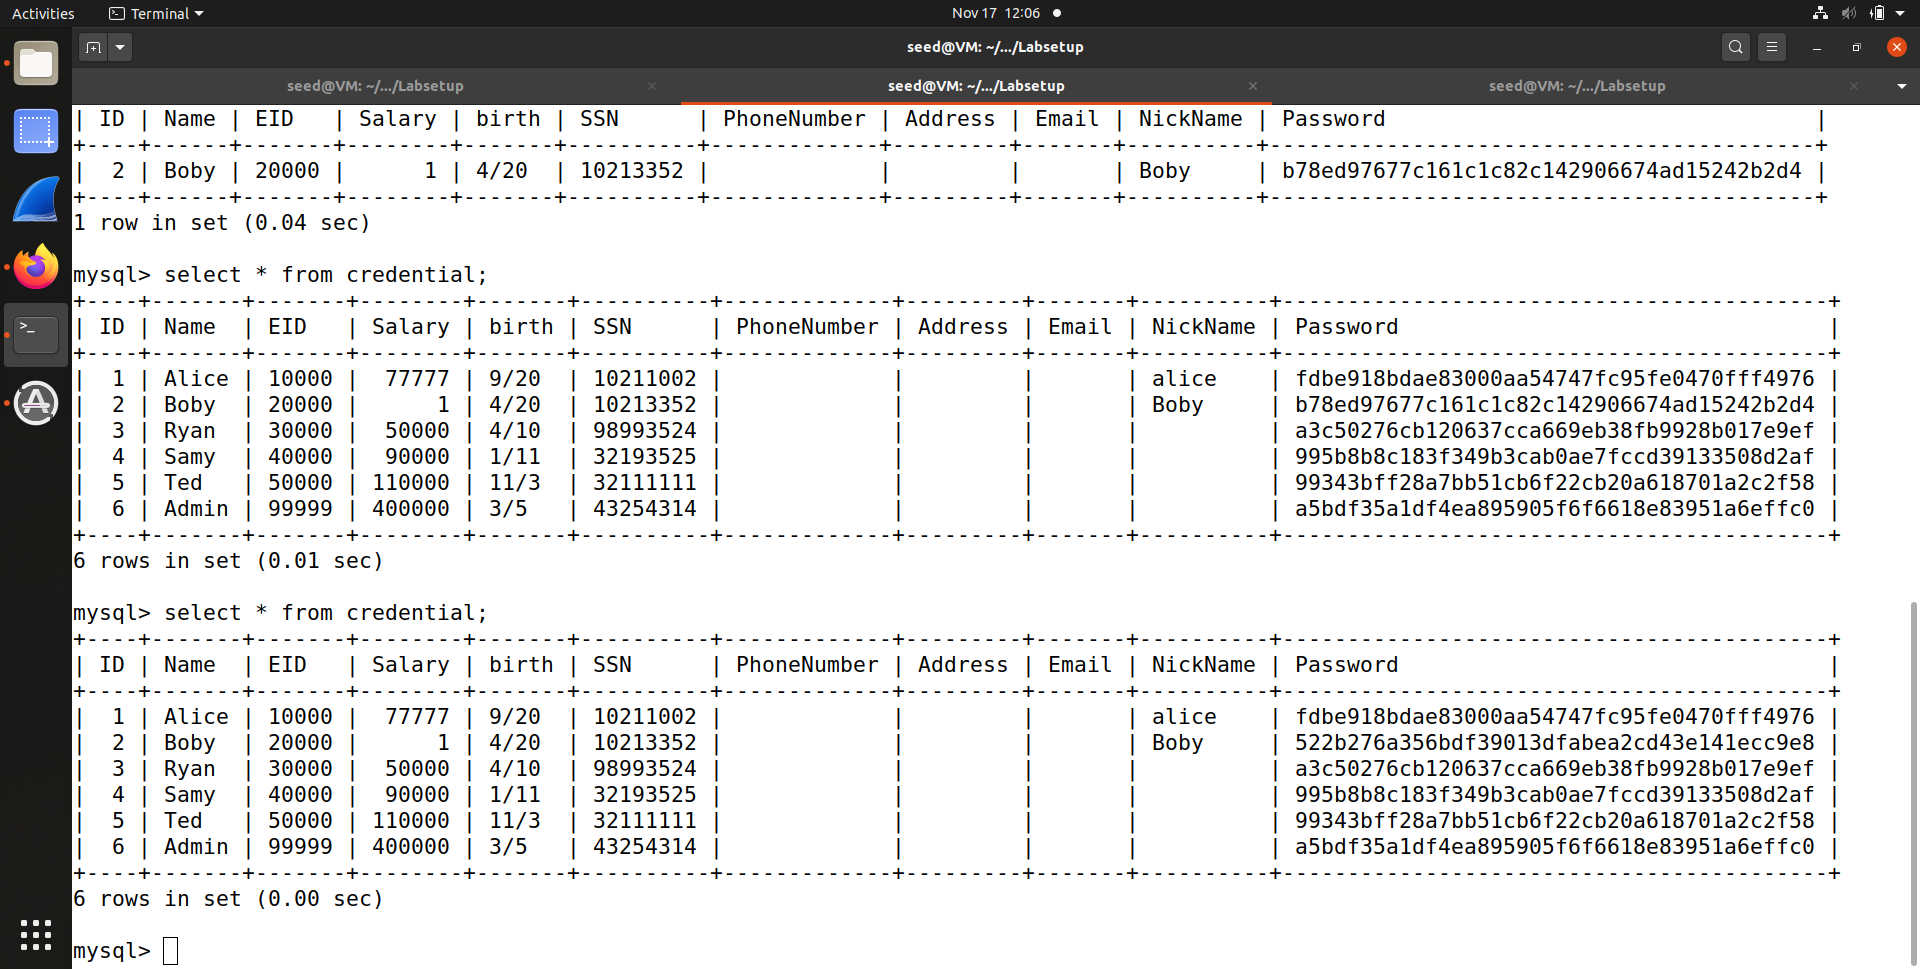 Activities Terminal Nov 17 12:06
seed@VM: ~/.../Labsetup
seed@VM: ~/.../Labsetup seed@VM: ~/.../Labsetup seed@VM: ~/.../Labsetup
| ID | Name | EID   | Salary | birth | SSN      | PhoneNumber | Address | Email | NickName | Password                                 |
+----+------+-------+--------+-------+----------+-------------+---------+-------+----------+------------------------------------------+
|  2 | Boby | 20000 |      1 | 4/20  | 10213352 |             |         |       | Boby     | b78ed97677c161c1c82c142906674ad15242b2d4 |
+----+------+-------+--------+-------+----------+-------------+---------+-------+----------+------------------------------------------+
1 row in set (0.04 sec)
mysql> select * from credential;
+----+-------+-------+--------+-------+----------+-------------+---------+-------+----------+------------------------------------------+
| ID | Name  | EID   | Salary | birth | SSN      | PhoneNumber | Address | Email | NickName | Password                                 |
+----+-------+-------+--------+-------+----------+-------------+---------+-------+----------+------------------------------------------+
|  1 | Alice | 10000 |  77777 | 9/20  | 10211002 |             |         |       | alice    | fdbe918bdae83000aa54747fc95fe0470fff4976 |
|  2 | Boby  | 20000 |      1 | 4/20  | 10213352 |             |         |       | Boby     | b78ed97677c161c1c82c142906674ad15242b2d4 |
|  3 | Ryan  | 30000 |  50000 | 4/10  | 98993524 |             |         |       |          | a3c50276cb120637cca669eb38fb9928b017e9ef |
|  4 | Samy  | 40000 |  90000 | 1/11  | 32193525 |             |         |       |          | 995b8b8c183f349b3cab0ae7fccd39133508d2af |
|  5 | Ted   | 50000 | 110000 | 11/3  | 32111111 |             |         |       |          | 99343bff28a7bb51cb6f22cb20a618701a2c2f58 |
|  6 | Admin | 99999 | 400000 | 3/5   | 43254314 |             |         |       |          | a5bdf35a1df4ea895905f6f6618e83951a6effc0 |
+----+-------+-------+--------+-------+----------+-------------+---------+-------+----------+------------------------------------------+
6 rows in set (0.01 sec)
mysql> select * from credential;
+----+-------+-------+--------+-------+----------+-------------+---------+-------+----------+------------------------------------------+
| ID | Name  | EID   | Salary | birth | SSN      | PhoneNumber | Address | Email | NickName | Password                                 |
+----+-------+-------+--------+-------+----------+-------------+---------+-------+----------+------------------------------------------+
|  1 | Alice | 10000 |  77777 | 9/20  | 10211002 |             |         |       | alice    | fdbe918bdae83000aa54747fc95fe0470fff4976 |
|  2 | Boby  | 20000 |      1 | 4/20  | 10213352 |             |         |       | Boby     | 522b276a356bdf39013dfabea2cd43e141ecc9e8 |
|  3 | Ryan  | 30000 |  50000 | 4/10  | 98993524 |             |         |       |          | a3c50276cb120637cca669eb38fb9928b017e9ef |
|  4 | Samy  | 40000 |  90000 | 1/11  | 32193525 |             |         |       |          | 995b8b8c183f349b3cab0ae7fccd39133508d2af |
|  5 | Ted   | 50000 | 110000 | 11/3  | 32111111 |             |         |       |          | 99343bff28a7bb51cb6f22cb20a618701a2c2f58 |
|  6 | Admin | 99999 | 400000 | 3/5   | 43254314 |             |         |       |          | a5bdf35a1df4ea895905f6f6618e83951a6effc0 |
+----+-------+-------+--------+-------+----------+-------------+---------+-------+----------+------------------------------------------+
6 rows in set (0.00 sec)
mysql>